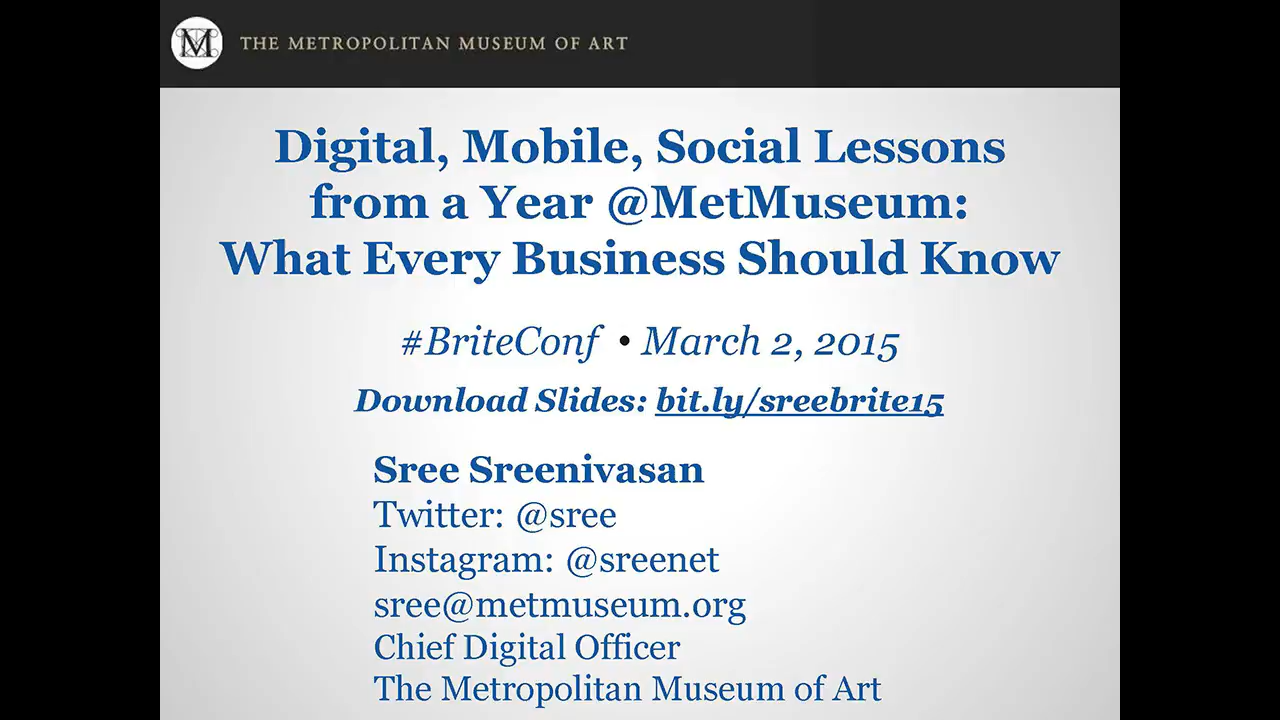 M
THE METROPOLITAN MUSEUM OF ART
Digital, Mobile, Social Lessons
from a Year @MetMuseum:
What Every Business Should Know
#BriteConf • March 2, 2015
Download Slides: bit.ly/sreebrite15
Sree Sreenivasan
Twitter: @sree
Instagram: @sreenet
sree@metmuseum.org
Chief Digital Officer
The Metropolitan Museum of Art